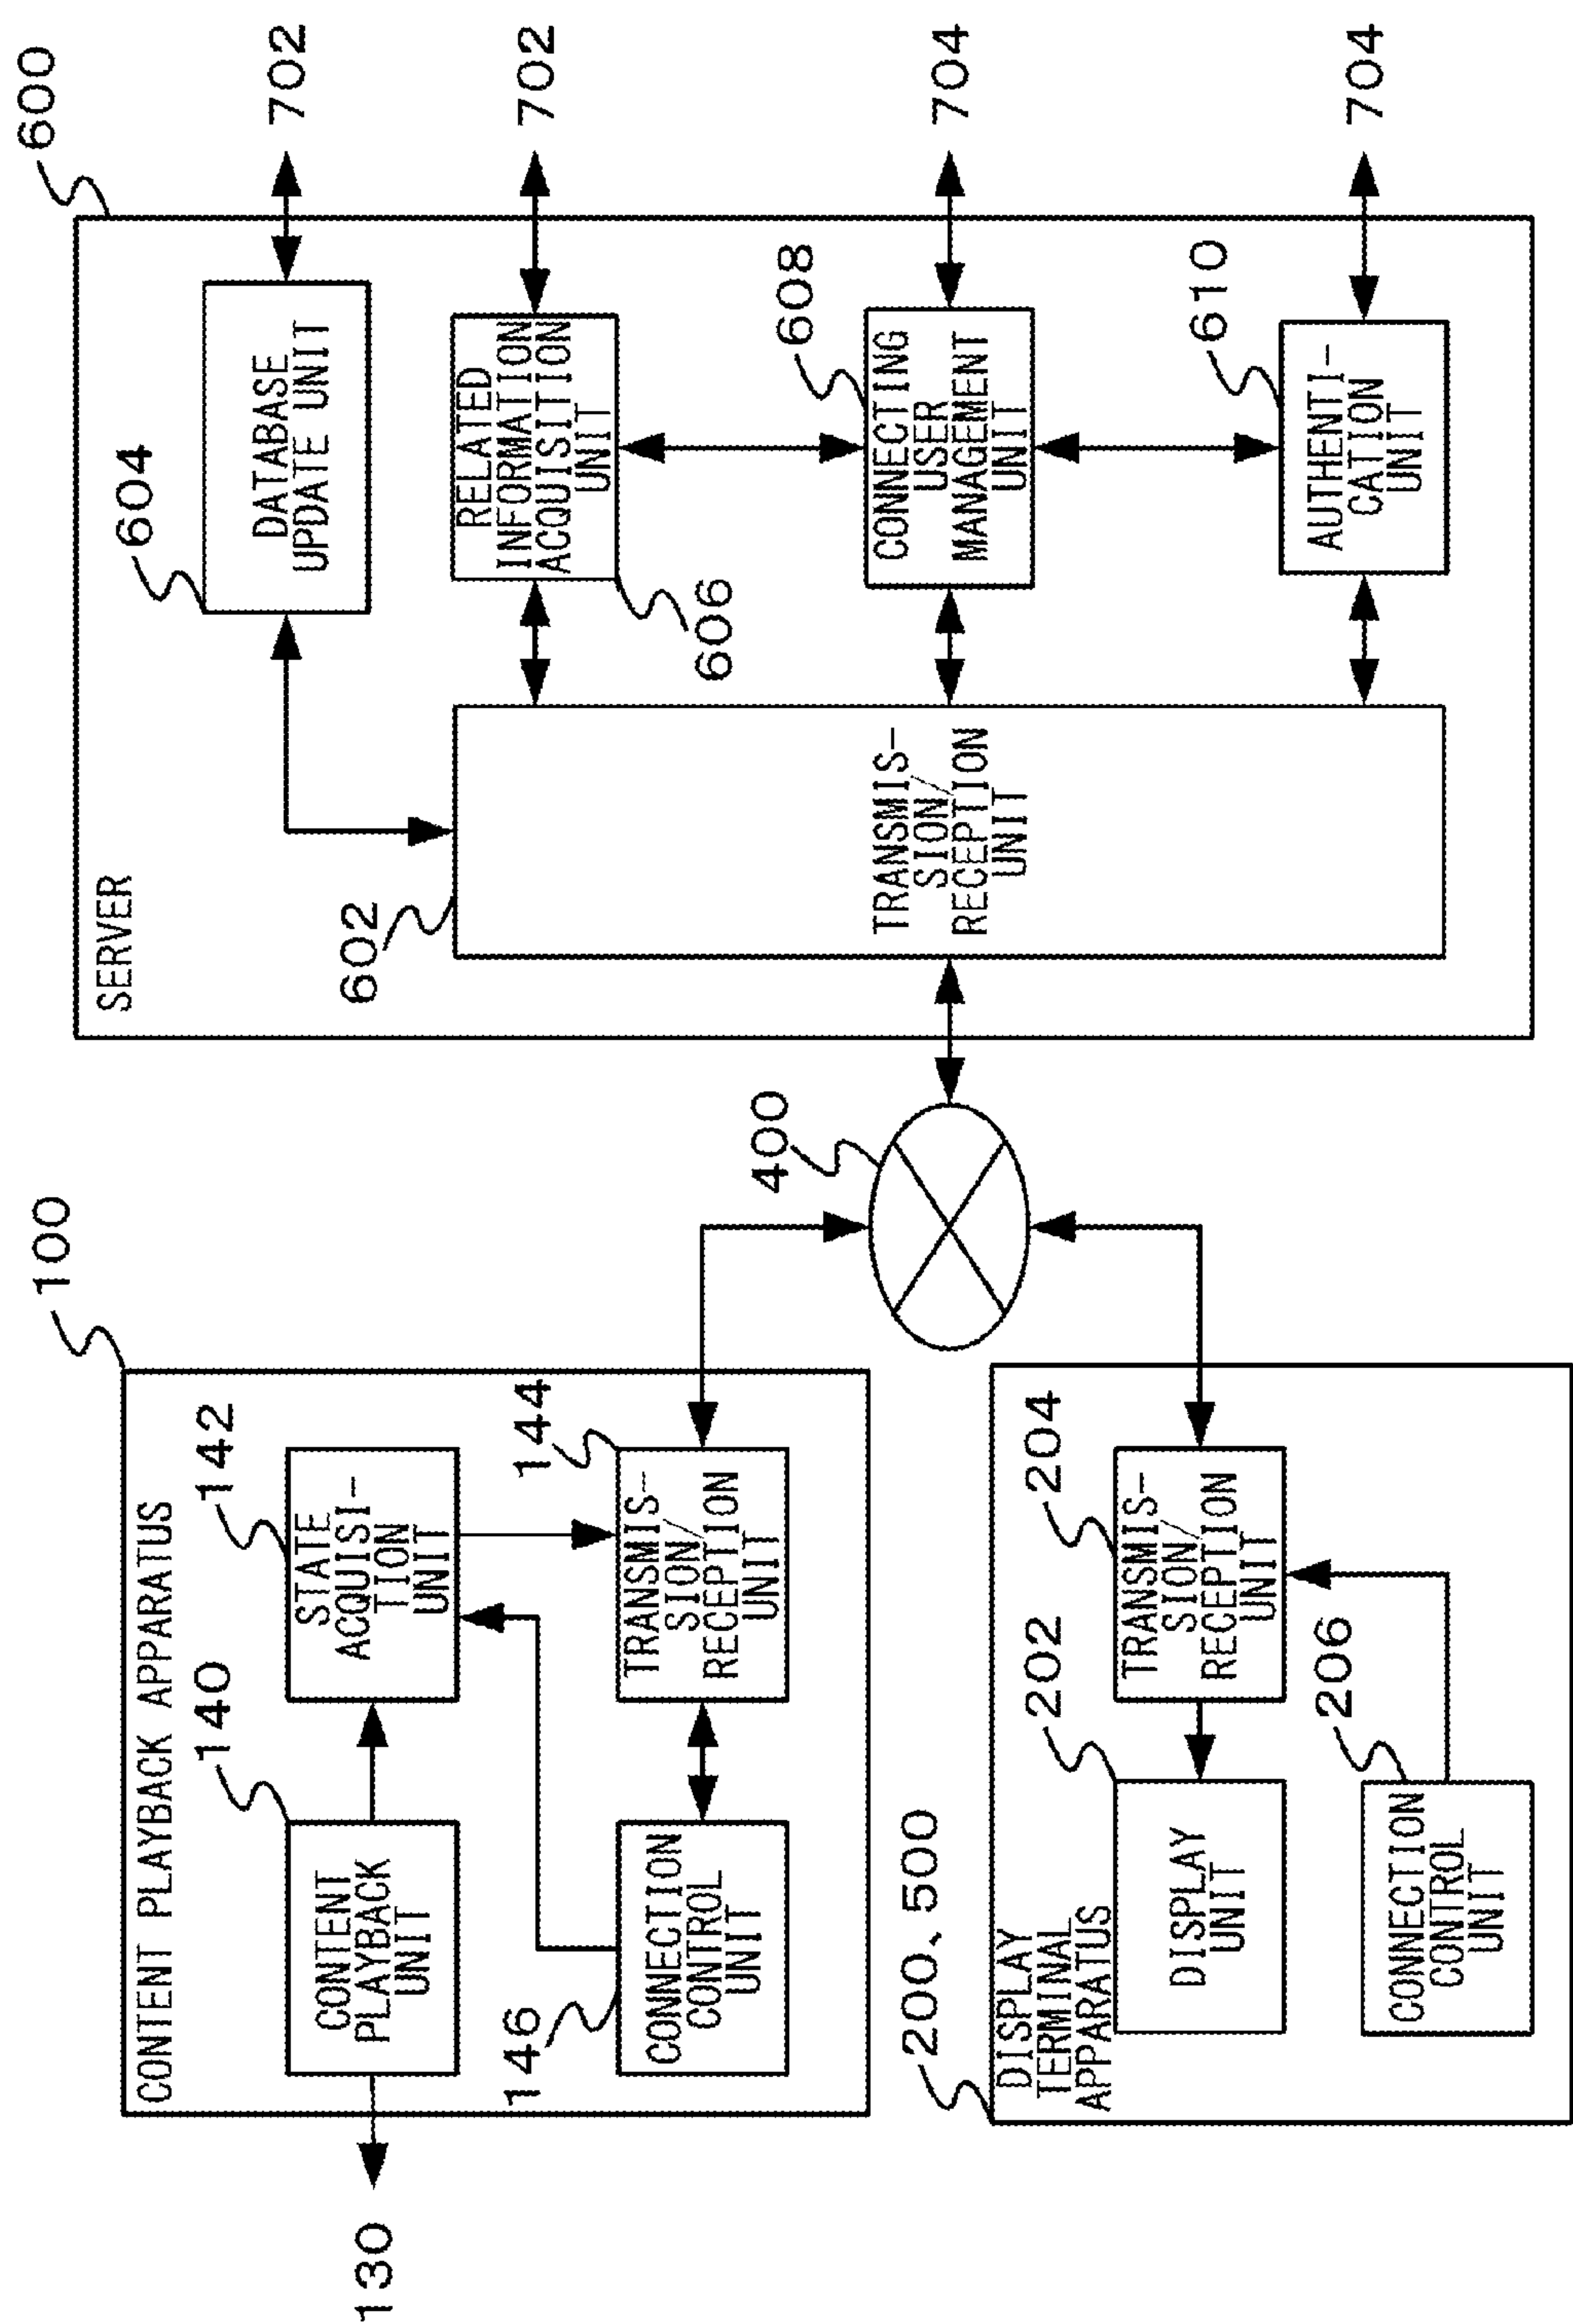 130
CONTENT PLAYBACK APPARATUS
100
140
CONTENT
PLAYBACK
UNIT
142
STATE
ACQUISI-
TION
UNIT
146
CONNECTION
CONTROL
UNIT
144
TRANSMIS-
SION/
RECEPTION
UNIT
200、500
DISPLAY
TERMINAL
APPARATUS
202
DISPLAY
UNIT
204
TRANSMIS-
SION/
RECEPTION
UNIT
206
CONNECTION
CONTROL
UNIT
400
SERVER
600
602
TRANSMIS-
SION/
RECEPTION
UNIT
604
DATABASE
UPDATE UNIT
702
606
RELATED
INFORMATION
ACQUISITION
UNIT
702
608
CONNECTING
USER
MANAGEMENT
UNIT
704
610
AUTHENTI-
CATION
UNIT
704